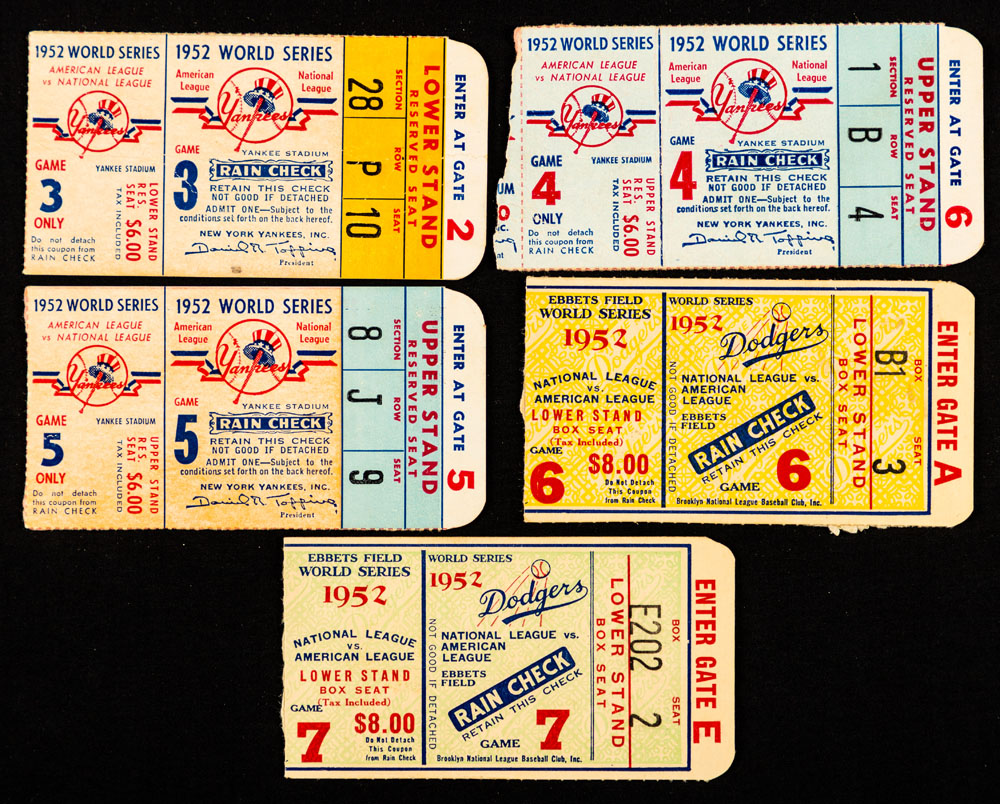 1952 WORLD SERIES
AMERICAN LEAGUE
vs NATIONAL LEAGUE
Yankees
GAME
YANKEE STADIUM
3
ONLY
Do not detach
this coupon from
RAIN CHECK
LOWER STAND
RES.
SEAT $6.00
TAX INCLUDED
1952 WORLD SERIES
American
League
National
League
Yankees
YANKEE STADIUM
3
RAIN CHECK
RETAIN THIS CHECK
NOT GOOD IF DETACHED
ADMIT ONE—Subject to the
conditions set forth on the back hereof.
NEW YORK YANKEES, INC.
Daniel R Topping
President
28 P 10
SECTION ROW SEAT
LOWER STAND
RESERVED SEAT
ENTER AT GATE 2
1952 WORLD SERIES
AMERICAN LEAGUE
vs NATIONAL LEAGUE
Yankees
GAME
YANKEE STADIUM
4
ONLY
Do not detach
this coupon from
RAIN CHECK
UPPER STAND
RES.
SEAT $6.00
TAX INCLUDED
1952 WORLD SERIES
American
League
National
League
Yankees
YANKEE STADIUM
4
RAIN CHECK
RETAIN THIS CHECK
NOT GOOD IF DETACHED
ADMIT ONE—Subject to the
conditions set forth on the back hereof.
NEW YORK YANKEES, INC.
Daniel R Topping
President
1 B 4
SECTION ROW SEAT
UPPER STAND
RESERVED SEAT
ENTER AT GATE 6
1952 WORLD SERIES
AMERICAN LEAGUE
vs NATIONAL LEAGUE
Yankees
GAME
YANKEE STADIUM
5
ONLY
Do not detach
this coupon from
RAIN CHECK
UPPER STAND
RES.
SEAT $6.00
TAX INCLUDED
1952 WORLD SERIES
American
League
National
League
Yankees
YANKEE STADIUM
5
RAIN CHECK
RETAIN THIS CHECK
NOT GOOD IF DETACHED
ADMIT ONE—Subject to the
conditions set forth on the back hereof.
NEW YORK YANKEES, INC.
Daniel R Topping
President
8 J 9
SECTION ROW SEAT
UPPER STAND
RESERVED SEAT
ENTER AT GATE 5
EBBETS FIELD
WORLD SERIES
1952
NATIONAL LEAGUE
VS.
AMERICAN LEAGUE
LOWER STAND
BOX SEAT
(Tax Included)
GAME
6
$8.00
Do Not Detach
This Coupon
from Rain Check
WORLD SERIES
1952
Dodgers
NOT GOOD IF DETACHED
NATIONAL LEAGUE vs.
AMERICAN
LEAGUE
EBBETS
FIELD
RAIN CHECK
RETAIN THIS CHECK
GAME 6
Brooklyn National League Baseball Club, Inc.
LOWER STAND
BOX SEAT
B1 3
BOX SEAT
ENTER GATE A
EBBETS FIELD
WORLD SERIES
1952
NATIONAL LEAGUE
VS.
AMERICAN LEAGUE
LOWER STAND
BOX SEAT
(Tax Included)
GAME
7
$8.00
Do Not Detach
This Coupon
from Rain Check
WORLD SERIES
1952
Dodgers
NOT GOOD IF DETACHED
NATIONAL LEAGUE vs.
AMERICAN
LEAGUE
EBBETS
FIELD
RAIN CHECK
RETAIN THIS CHECK
GAME 7
Brooklyn National League Baseball Club, Inc.
LOWER STAND
BOX SEAT
E202 2
BOX SEAT
ENTER GATE E